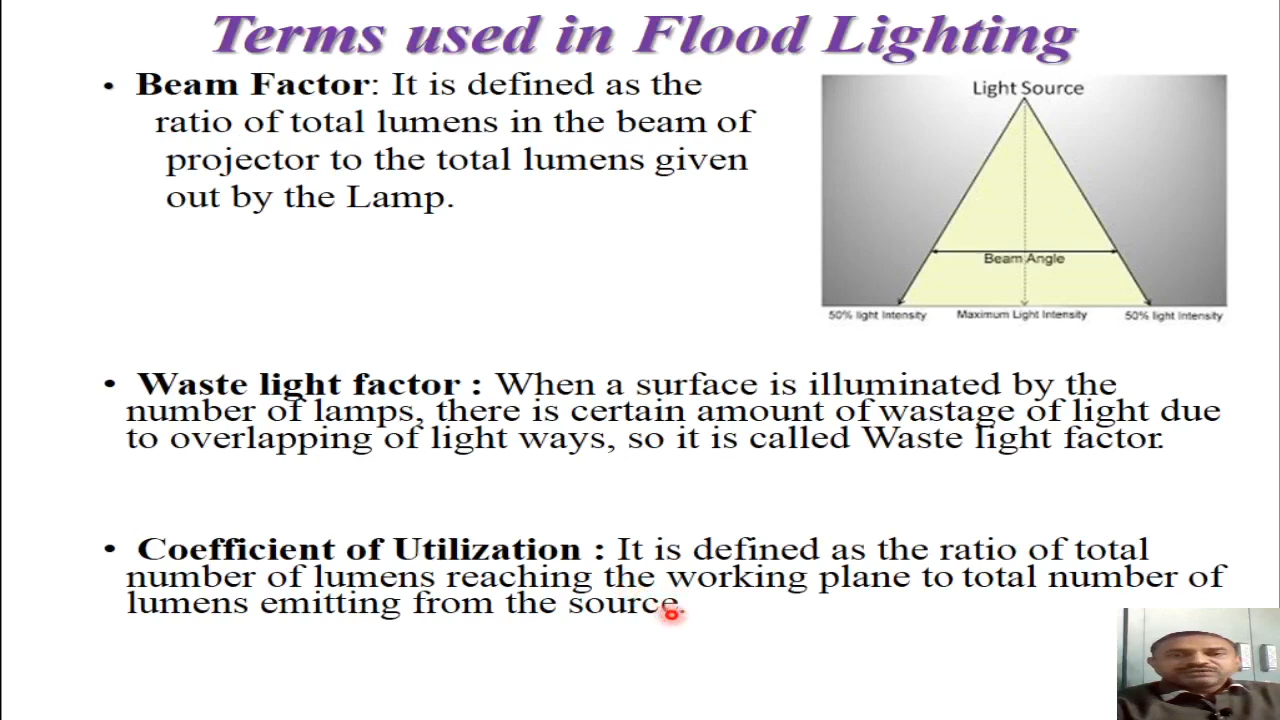 Terms used in Flood Lighting
• Beam Factor: It is defined as the
ratio of total lumens in the beam of
projector to the total lumens given
out by the Lamp.
Light Source
Beam Angle
50% light Intensity Maximum Light Intensity 50% light Intensity
• Waste light factor : When a surface is illuminated by the
number of lamps, there is certain amount of wastage of light due
to overlapping of light ways, so it is called Waste light factor.
• Coefficient of Utilization : It is defined as the ratio of total
number of lumens reaching the working plane to total number of
lumens emitting from the source.